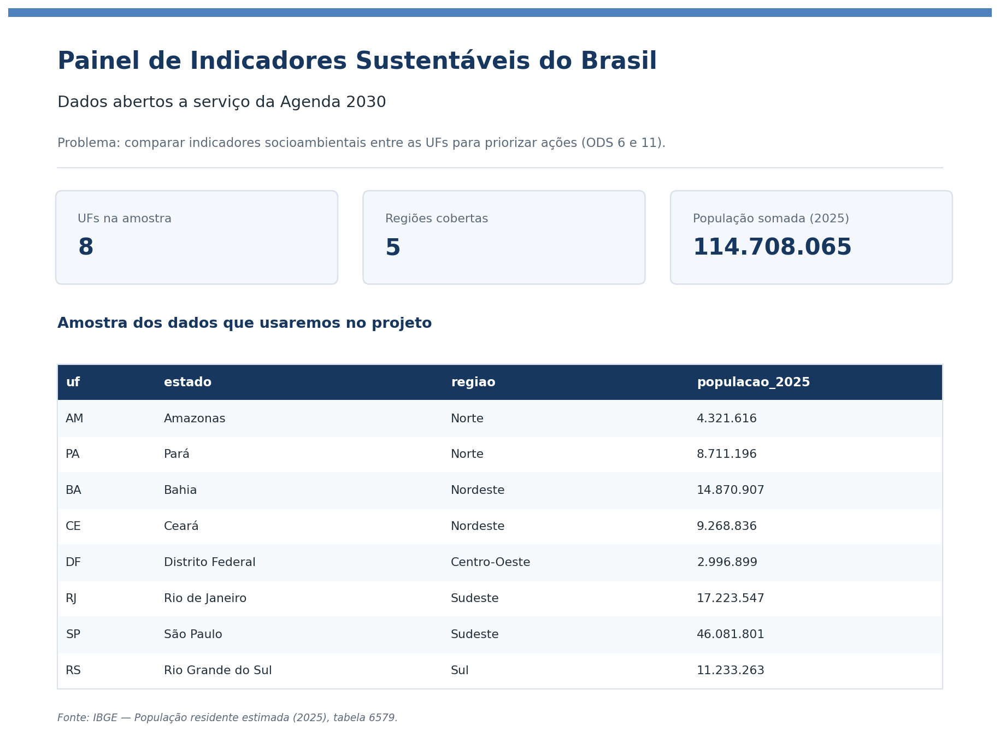 Painel de Indicadores Sustentáveis do Brasil
Dados abertos a serviço da Agenda 2030
Problema: comparar indicadores socioambientais entre as UFs para priorizar ações (ODS 6 e 11).
UFs na amostra
8
Regiões cobertas
5
População somada (2025)
114.708.065
Amostra dos dados que usaremos no projeto
uf estado regiao populacao_2025
AM Amazonas Norte 4.321.616
PA Pará Norte 8.711.196
BA Bahia Nordeste 14.870.907
CE Ceará Nordeste 9.268.836
DF Distrito Federal Centro-Oeste 2.996.899
RJ Rio de Janeiro Sudeste 17.223.547
SP São Paulo Sudeste 46.081.801
RS Rio Grande do Sul Sul 11.233.263
Fonte: IBGE — População residente estimada (2025), tabela 6579.